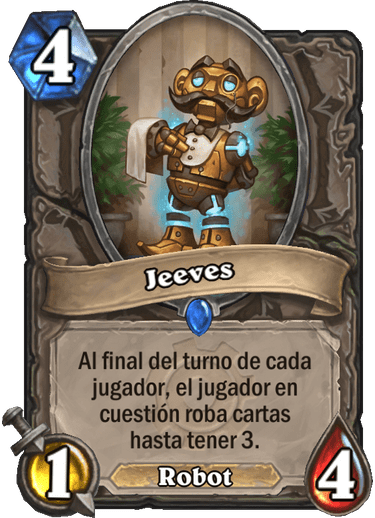 4
Jeeves
Al final del turno de cada
jugador, el jugador en
cuestión roba cartas
hasta tener 3.
1
Robot
4